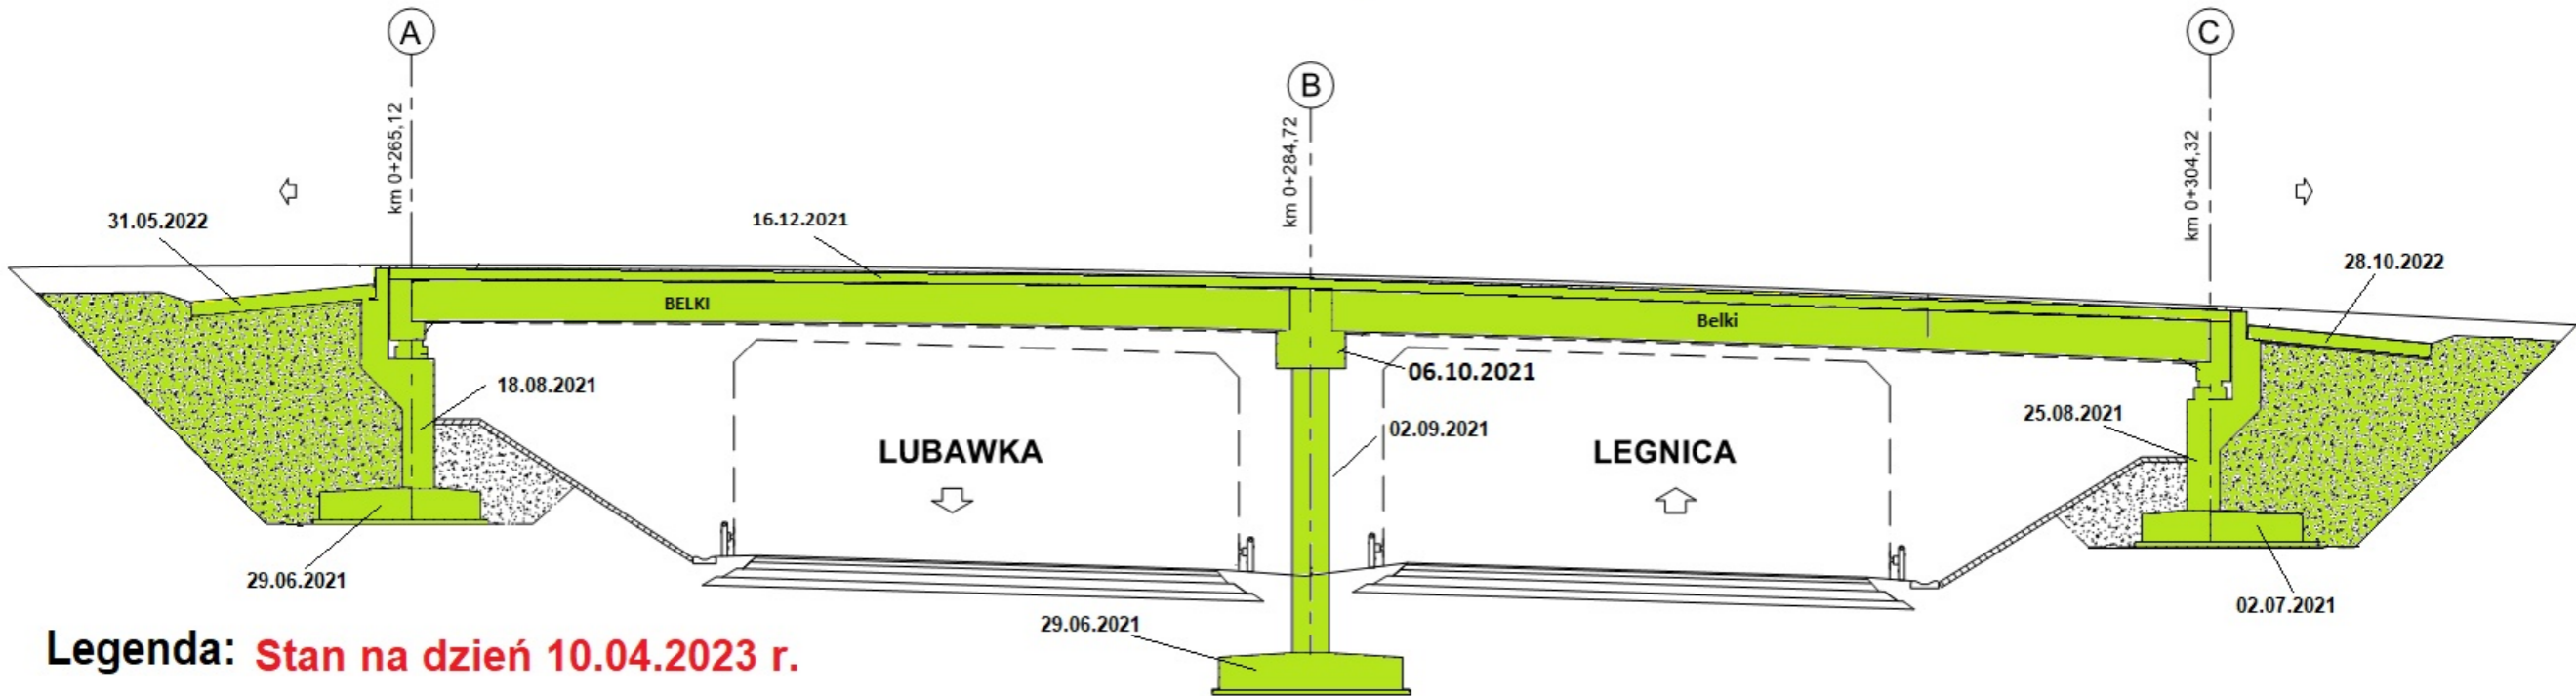 A
B
C
km 0+265,12
km 0+284,72
km 0+304,32
31.05.2022
16.12.2021
28.10.2022
BELKI
Belki
06.10.2021
18.08.2021
25.08.2021
02.09.2021
LUBAWKA
LEGNICA
29.06.2021
02.07.2021
29.06.2021
Legenda: Stan na dzień 10.04.2023 r.